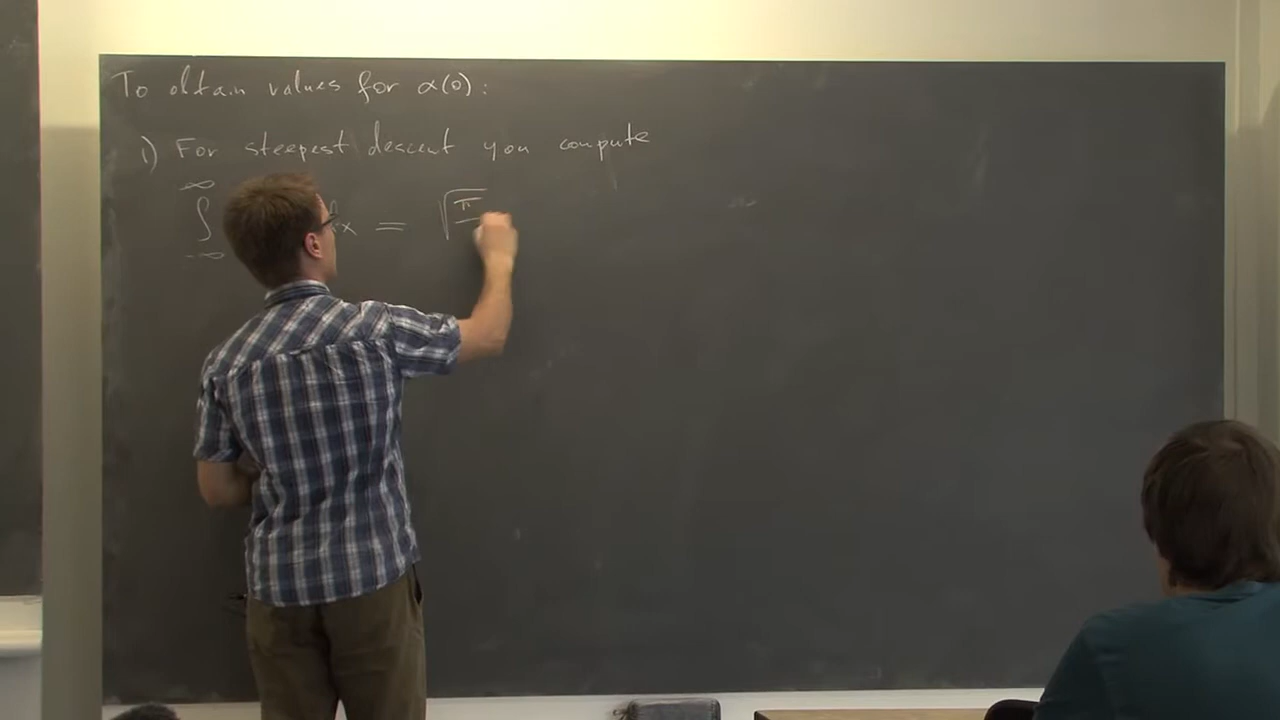 To obtain values for α(0):
1) For steepest descent you compute
∞
∫ dx = √π
-∞